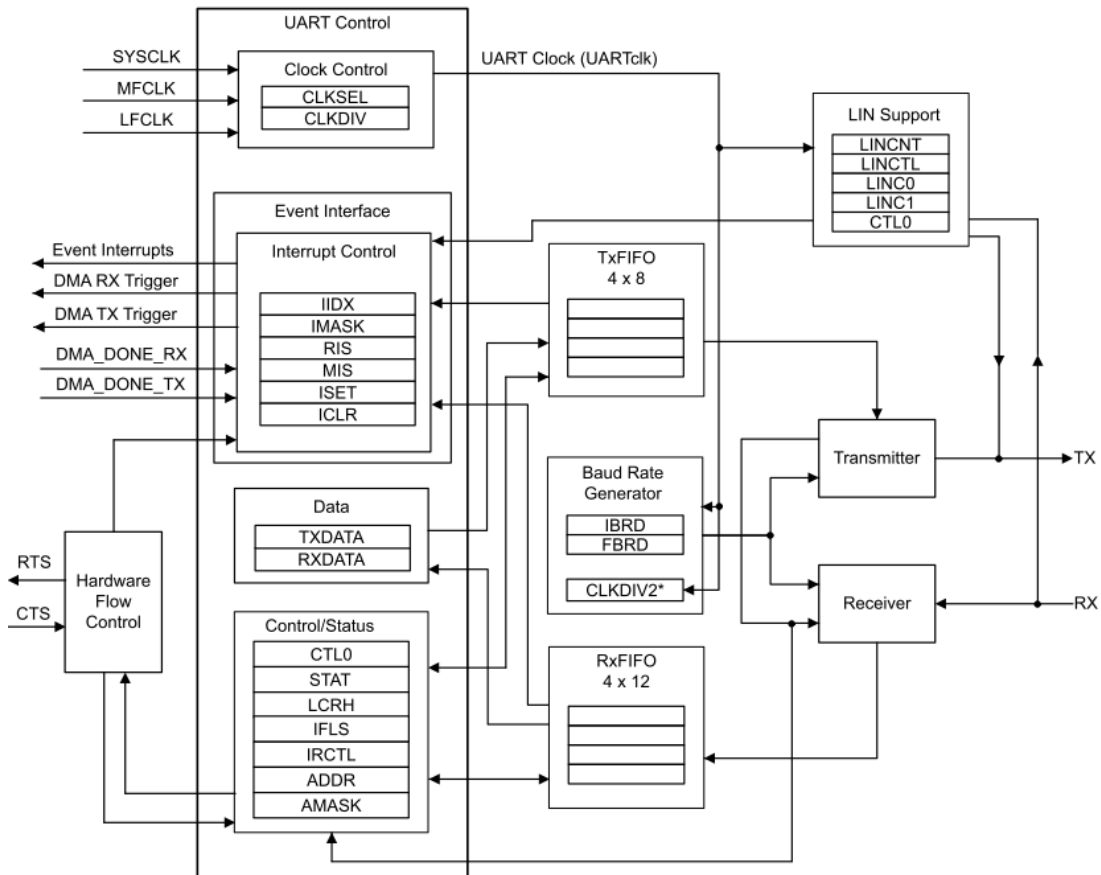 UART Control
SYSCLK
MFCLK
LFCLK
Clock Control
CLKSEL
CLKDIV
UART Clock (UARTclk)
LIN Support
LINCNT
LINCTL
LINC0
LINC1
CTL0
Event Interface
Interrupt Control
IIDX
IMASK
RIS
MIS
ISET
ICLR
Event Interrupts
DMA RX Trigger
DMA TX Trigger
DMA_DONE_RX
DMA_DONE_TX
TxFIFO
4 x 8
Transmitter
TX
Baud Rate
Generator
IBRD
FBRD
CLKDIV2*
Data
TXDATA
RXDATA
RTS
CTS
Hardware
Flow
Control
Receiver
RX
Control/Status
CTL0
STAT
LCRH
IFLS
IRCTL
ADDR
AMASK
RxFIFO
4 x 12